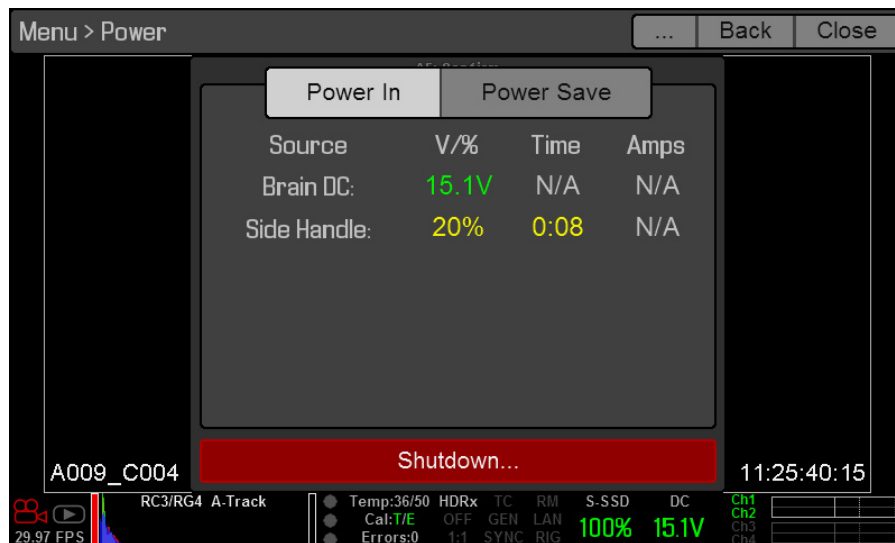 Menu > Power ... Back Close
Power In Power Save
Source V/% Time Amps
Brain DC: 15.1V N/A N/A
Side Handle: 20% 0:08 N/A
Shutdown...
A009_C004 11:25:40:15
RC3/RG4 A-Track Temp:36/50 HDRx TC RM S-SSD DC Ch1
Cal:T/E OFF GEN LAN 100% 15.1V Ch2
29.97 FPS Errors:0 1:1 SYNC RIG Ch3
Ch4